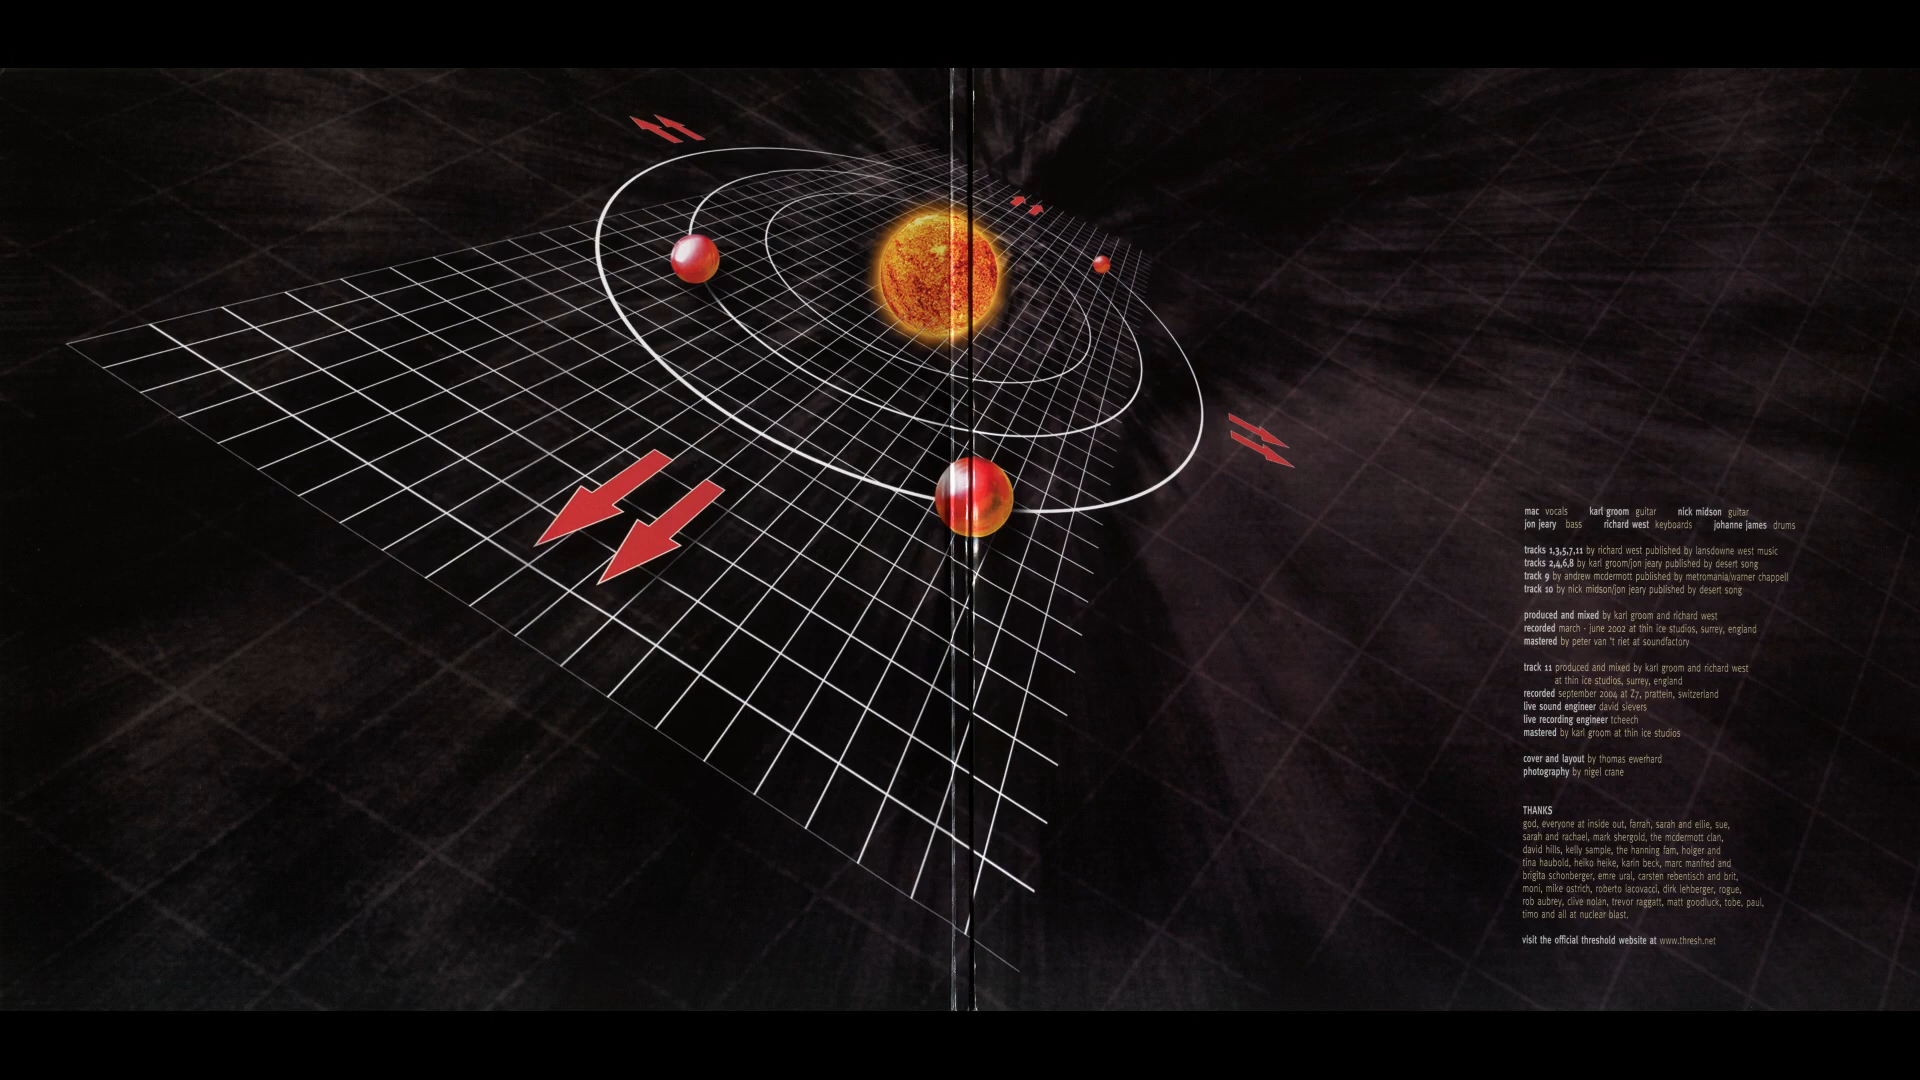 mac vocals karl groom guitar nick midson guitar
jon jeary bass richard west keyboards johanne james drums
tracks 1,3,5,7,11 by richard west published by lansdowne west music
tracks 2,4,6,8 by karl groom/jon jeary published by desert song
track 9 by andrew mcdermott published by metromania/warner chappell
track 10 by nick midson/jon jeary published by desert song
produced and mixed by karl groom and richard west
recorded march - june 2002 at thin ice studios, surrey, england
mastered by peter van 't riet at soundfactory
track 11 produced and mixed by karl groom and richard west
at thin ice studios, surrey, england
recorded september 2004 at Z7, pratteln, switzerland
live sound engineer david sievers
live recording engineer tcheech
mastered by karl groom at thin ice studios
cover and layout by thomas ewerhard
photography by nigel crane
THANKS
god, everyone at inside out, farrah, sarah and ellie, sue,
sarah and rachael, mark shergold, the mcdermott clan,
david hills, kelly sample, the hanning fam, holger and
tina haubold, heiko heike, karin beck, marc manfred and
brigita schonberger, emre ural, carsten rebentisch and brit,
moni, mike ostrich, roberto iacovacci, dirk lehberger, rogue,
rob aubrey, clive nolan, trevor raggatt, matt goodluck, tobe, paul,
timo and all at nuclear blast.
visit the official threshold website at www.thresh.net